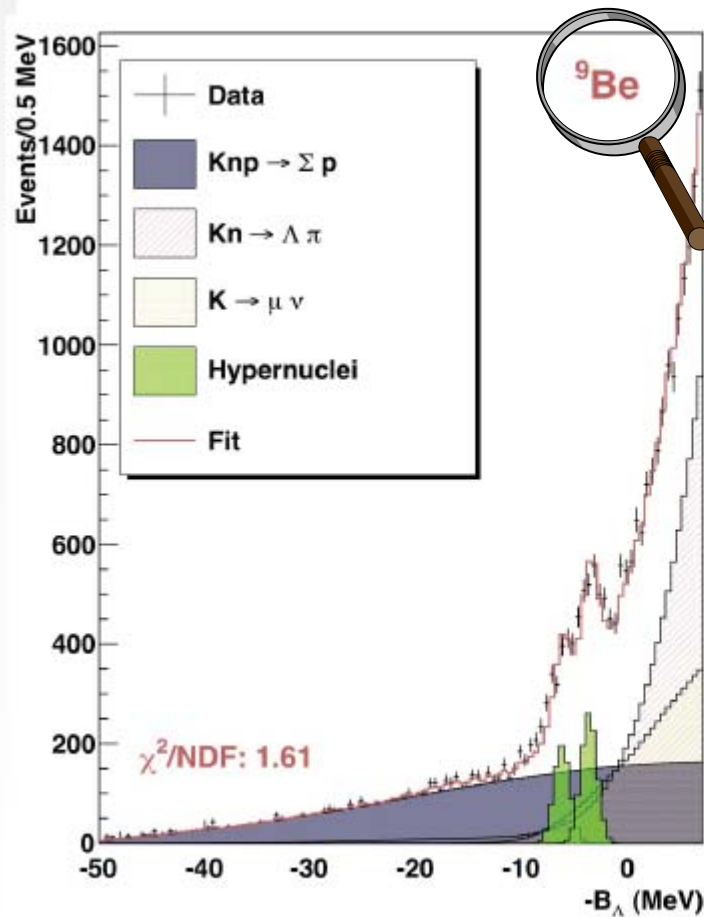 Events/0.5 MeV
1600
1400
1200
1000
800
600
400
200
0
⁹Be
Data
Knp → Σ p
Kn → Λ π
K → μ ν
Hypernuclei
Fit
χ²/NDF: 1.61
-50 -40 -30 -20 -10 0
-B_Λ (MeV)